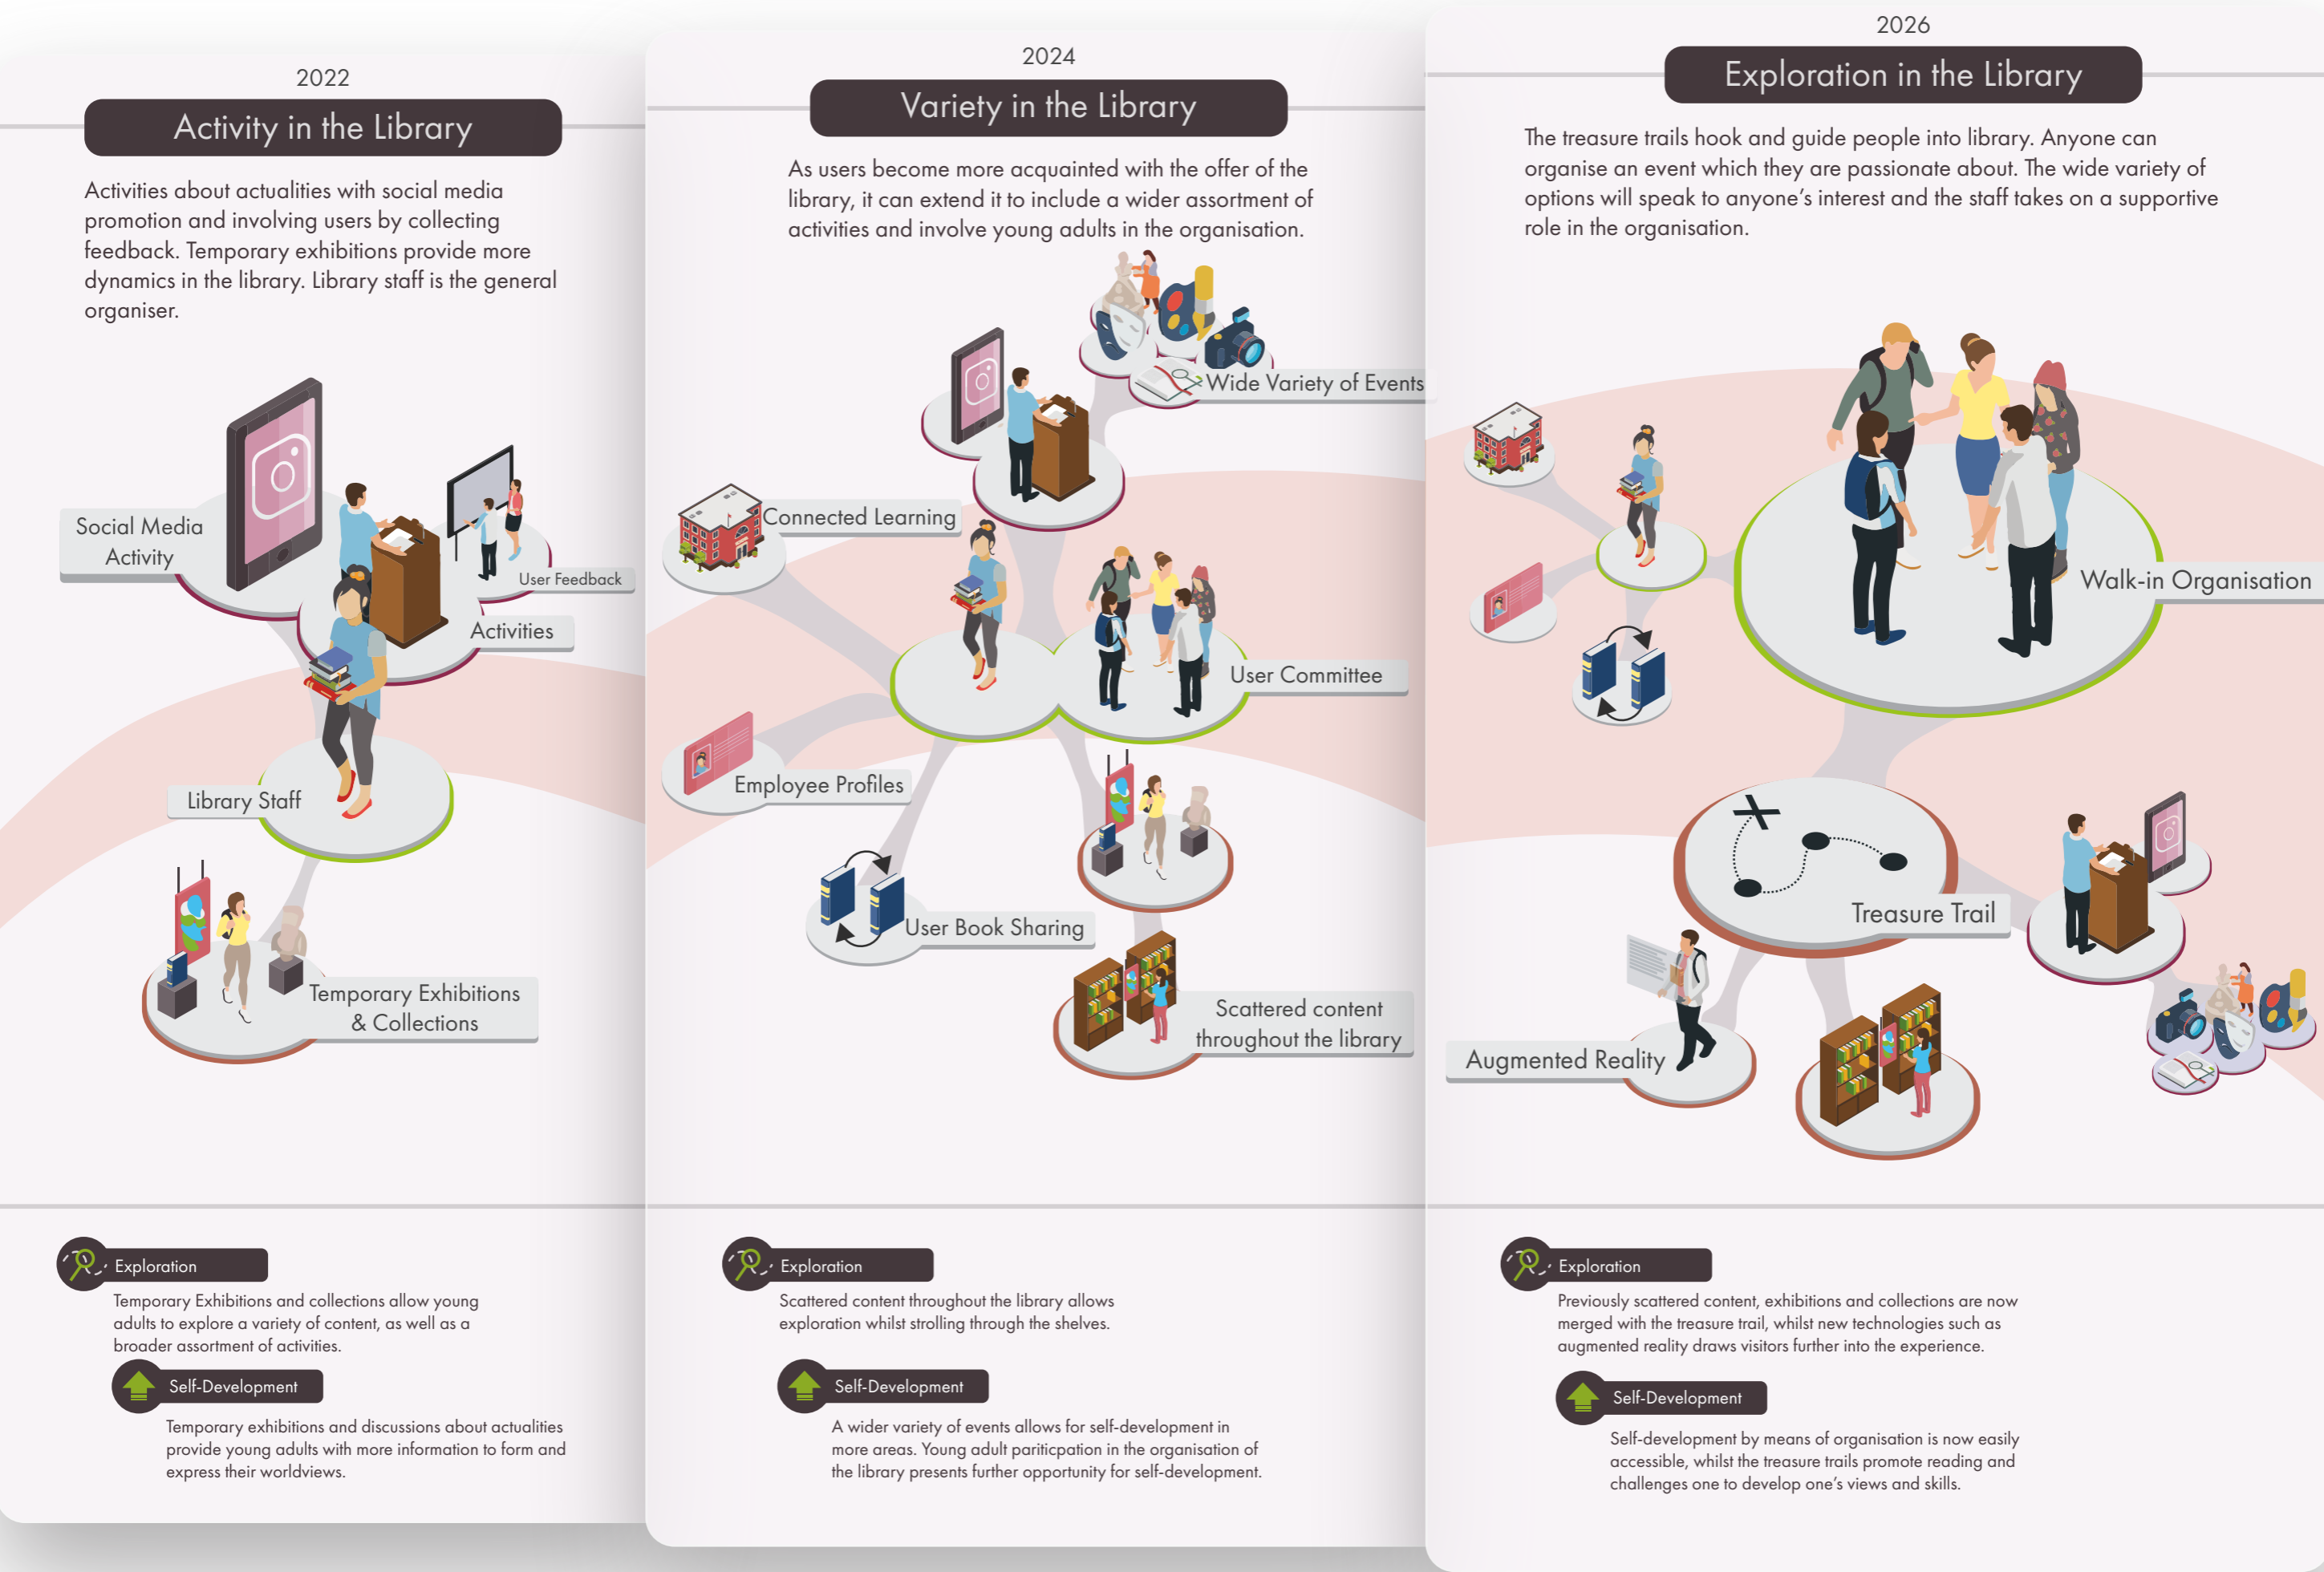 2022
Activity in the Library
Activities about actualities with social media
promotion and involving users by collecting
feedback. Temporary exhibitions provide more
dynamics in the library. Library staff is the general
organiser.
Social Media
Activity
User Feedback
Activities
Library Staff
Temporary Exhibitions
& Collections
Exploration
Temporary Exhibitions and collections allow young
adults to explore a variety of content, as well as a
broader assortment of activities.
Self-Development
Temporary exhibitions and discussions about actualities
provide young adults with more information to form and
express their worldviews.
2024
Variety in the Library
As users become more acquainted with the offer of the
library, it can extend it to include a wider assortment of
activities and involve young adults in the organisation.
Wide Variety of Events
Connected Learning
User Committee
Employee Profiles
User Book Sharing
Scattered content
throughout the library
Exploration
Scattered content throughout the library allows
exploration whilst strolling through the shelves.
Self-Development
A wider variety of events allows for self-development in
more areas. Young adult pariticpation in the organisation of
the library presents further opportunity for self-development.
2026
Exploration in the Library
The treasure trails hook and guide people into library. Anyone can
organise an event which they are passionate about. The wide variety of
options will speak to anyone's interest and the staff takes on a supportive
role in the organisation.
Walk-in Organisation
Treasure Trail
Augmented Reality
Exploration
Previously scattered content, exhibitions and collections are now
merged with the treasure trail, whilst new technologies such as
augmented reality draws visitors further into the experience.
Self-Development
Self-development by means of organisation is now easily
accessible, whilst the treasure trails promote reading and
challenges one to develop one's views and skills.